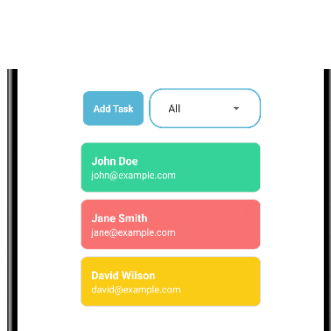 Add Task
All
John Doe
john@example.com
Jane Smith
jane@example.com
David Wilson
david@example.com